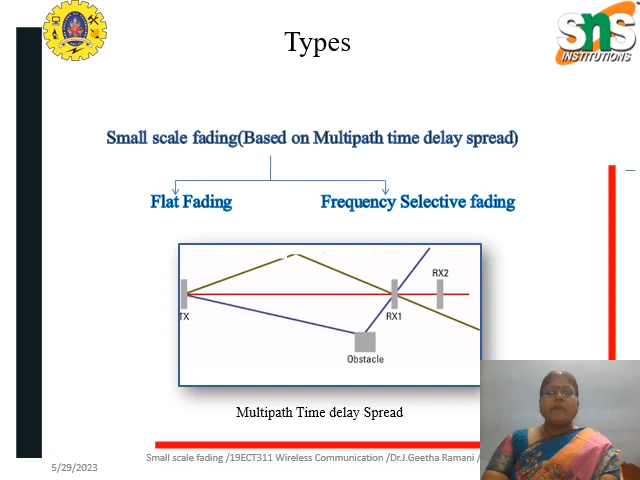 Types
SNS
INSTITUTIONS
Small scale fading(Based on Multipath time delay spread)
Flat Fading
Frequency Selective fading
RX2
TX
RX1
Obstacle
Multipath Time delay Spread
Small scale fading /19ECT311 Wireless Communication /Dr.J.Geetha Ramani /
5/29/2023